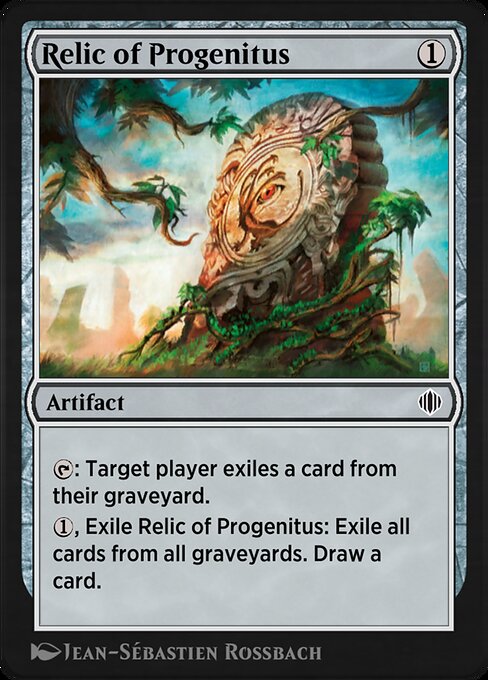 Relic of Progenitus 1
Artifact
: Target player exiles a card from
their graveyard.
1, Exile Relic of Progenitus: Exile all
cards from all graveyards. Draw a
card.
Jean-Sébastien Rossbach